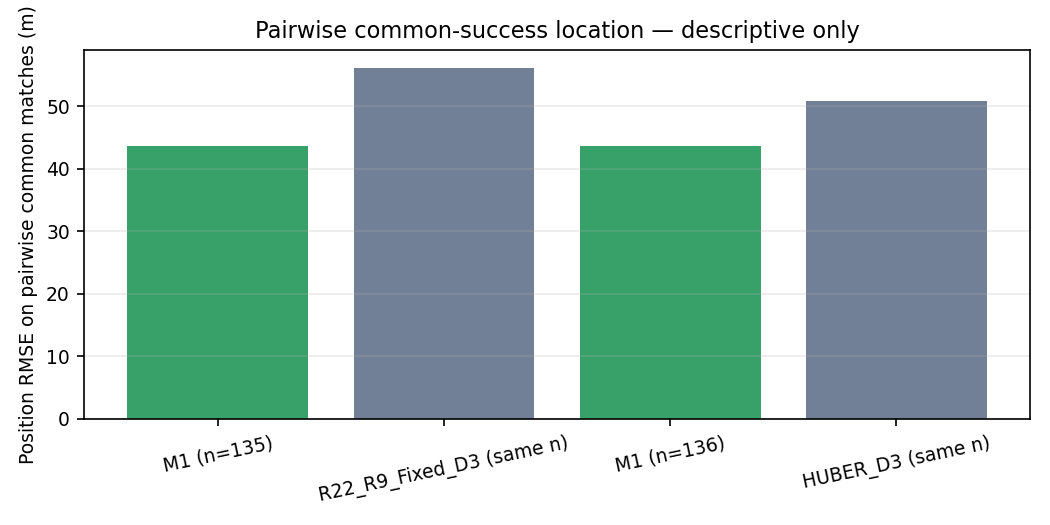 Pairwise common-success location — descriptive only
Position RMSE on pairwise common matches (m)
50
40
30
20
10
0
M1 (n=135)
R22_R9_Fixed_D3 (same n)
M1 (n=136)
HUBER_D3 (same n)